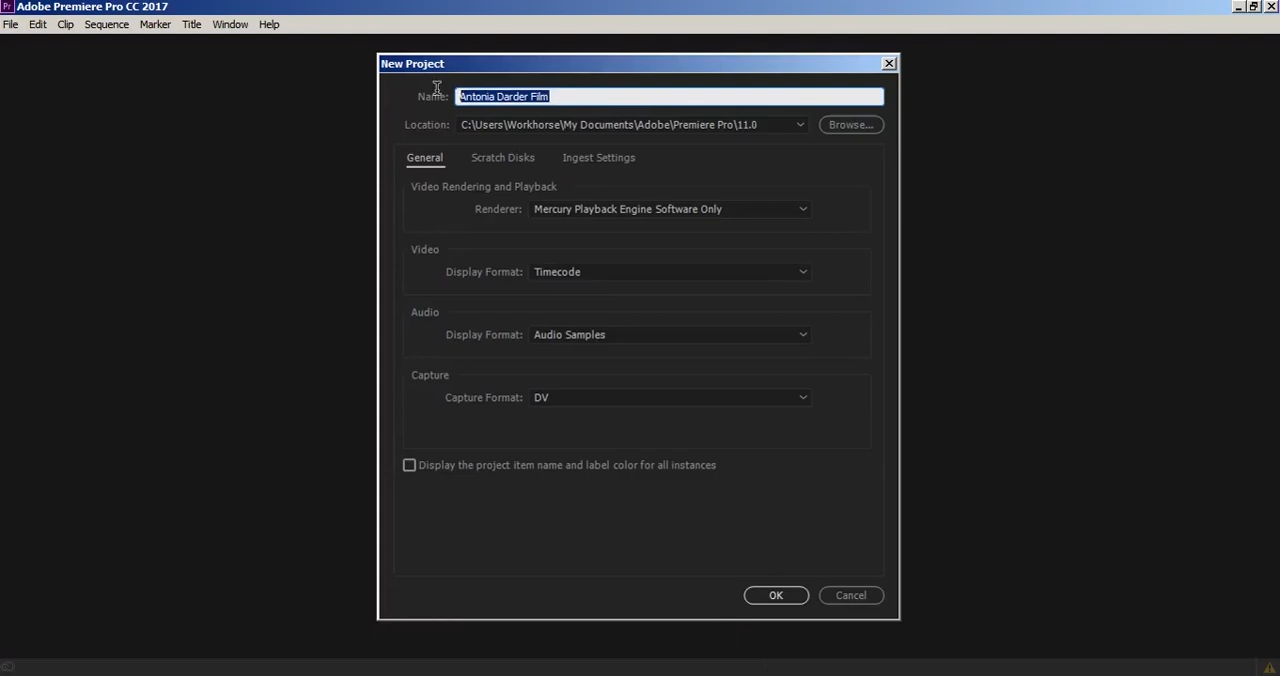 Pr Adobe Premiere Pro CC 2017
File Edit Clip Sequence Marker Title Window Help
New Project
Name: Antonia Darder Film
Location: C:\Users\Workhorse\My Documents\Adobe\Premiere Pro\11.0 Browse...
General Scratch Disks Ingest Settings
Video Rendering and Playback
Renderer: Mercury Playback Engine Software Only
Video
Display Format: Timecode
Audio
Display Format: Audio Samples
Capture
Capture Format: DV
Display the project item name and label color for all instances
OK Cancel